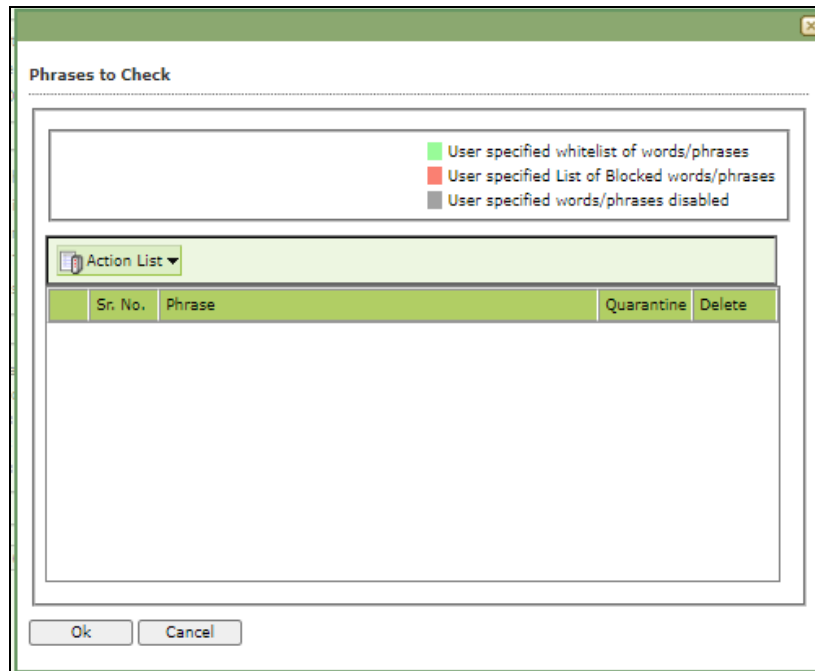 Phrases to Check
User specified whitelist of words/phrases
User specified List of Blocked words/phrases
User specified words/phrases disabled
Action List
Sr. No. Phrase Quarantine Delete
Ok Cancel